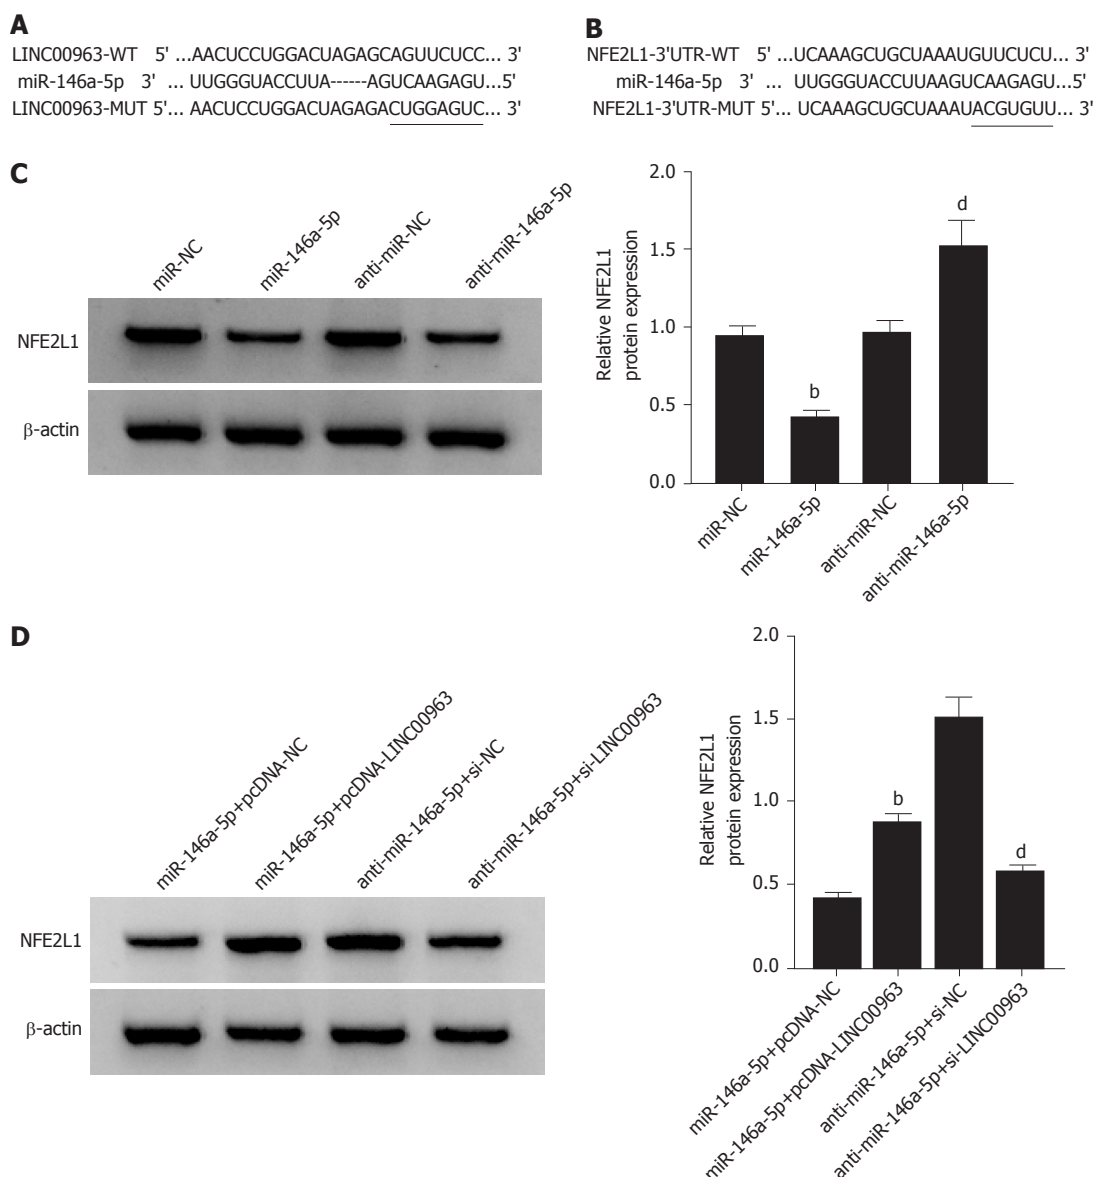 A
LINC00963-WT 5' ...AACUCCUGGACUAGAGCAGUUCUCC... 3'
miR-146a-5p 3' ... UUGGGUACCUUA------AGUCAAGAGU...5'
LINC00963-MUT 5'... AACUCCUGGACUAGAGACUGGAGUC... 3'
B
NFE2L1-3'UTR-WT 5' ...UCAAAGCUGCUAAAUGUUCUCU... 3'
miR-146a-5p 3' ... UUGGGUACCUUAAGUCAAGAGU...5'
NFE2L1-3'UTR-MUT 5'... UCAAAGCUGCUAAAUACGUGUU... 3'
C
miR-NC
miR-146a-5p
anti-miR-NC
anti-miR-146a-5p
NFE2L1
β-actin
Relative NFE2L1
protein expression
2.0
1.5
1.0
0.5
0.0
b
d
miR-NC
miR-146a-5p
anti-miR-NC
anti-miR-146a-5p
D
miR-146a-5p+pcDNA-NC
miR-146a-5p+pcDNA-LINC00963
anti-miR-146a-5p+si-NC
anti-miR-146a-5p+si-LINC00963
NFE2L1
β-actin
Relative NFE2L1
protein expression
2.0
1.5
1.0
0.5
0.0
b
d
miR-146a-5p+pcDNA-NC
miR-146a-5p+pcDNA-LINC00963
anti-miR-146a-5p+si-NC
anti-miR-146a-5p+si-LINC00963